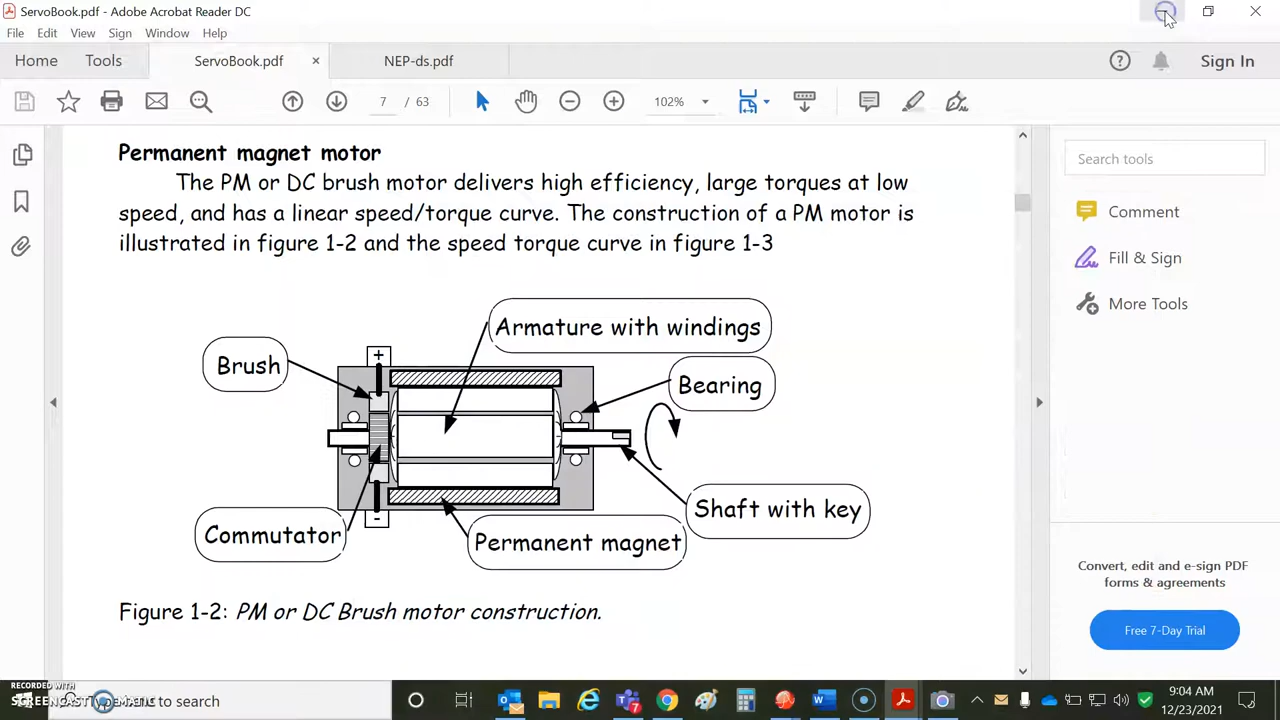 ServoBook.pdf - Adobe Acrobat Reader DC
File Edit View Sign Window Help
Home Tools ServoBook.pdf × NEP-ds.pdf Sign In
7 / 63 102%
Permanent magnet motor
The PM or DC brush motor delivers high efficiency, large torques at low
speed, and has a linear speed/torque curve. The construction of a PM motor is
illustrated in figure 1-2 and the speed torque curve in figure 1-3
Armature with windings
+
Brush
Bearing
Shaft with key
-
Commutator
Permanent magnet
Figure 1-2: PM or DC Brush motor construction.
Search tools
Comment
Fill & Sign
More Tools
Convert, edit and e-sign PDF
forms & agreements
Free 7-Day Trial
RECORDED WITH
SCREENCAST-O-MATIC
to search
9:04 AM
12/23/2021